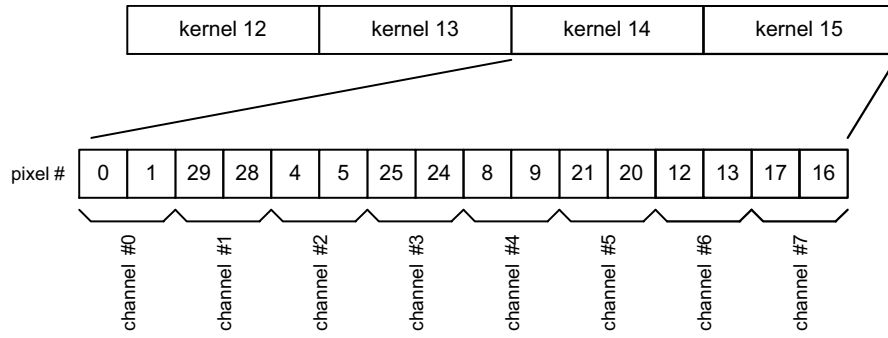 kernel 12 kernel 13 kernel 14 kernel 15
pixel # 0 1 29 28 4 5 25 24 8 9 21 20 12 13 17 16
channel #0 channel #1 channel #2 channel #3 channel #4 channel #5 channel #6 channel #7